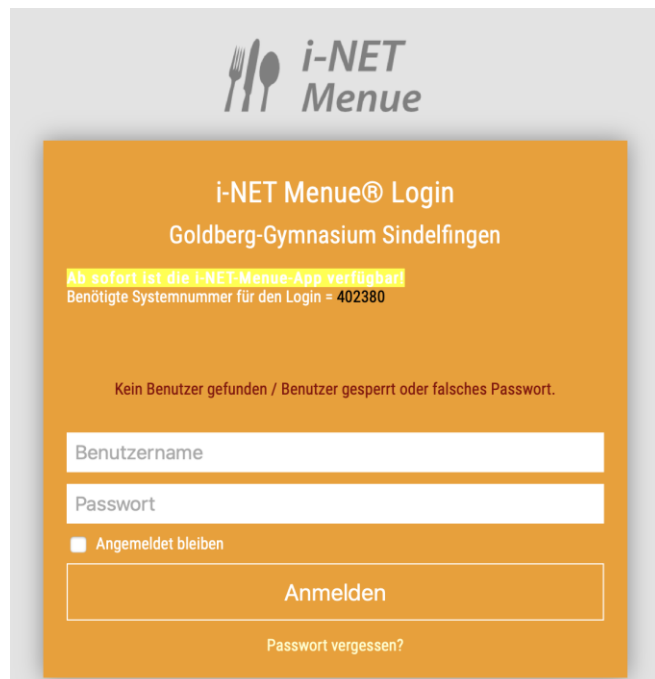 i-NET
Menue
i-NET Menue® Login
Goldberg-Gymnasium Sindelfingen
Ab sofort ist die i-NET-Menue-App verfügbar!
Benötigte Systemnummer für den Login = 402380
Kein Benutzer gefunden / Benutzer gesperrt oder falsches Passwort.
Benutzername
Passwort
Angemeldet bleiben
Anmelden
Passwort vergessen?